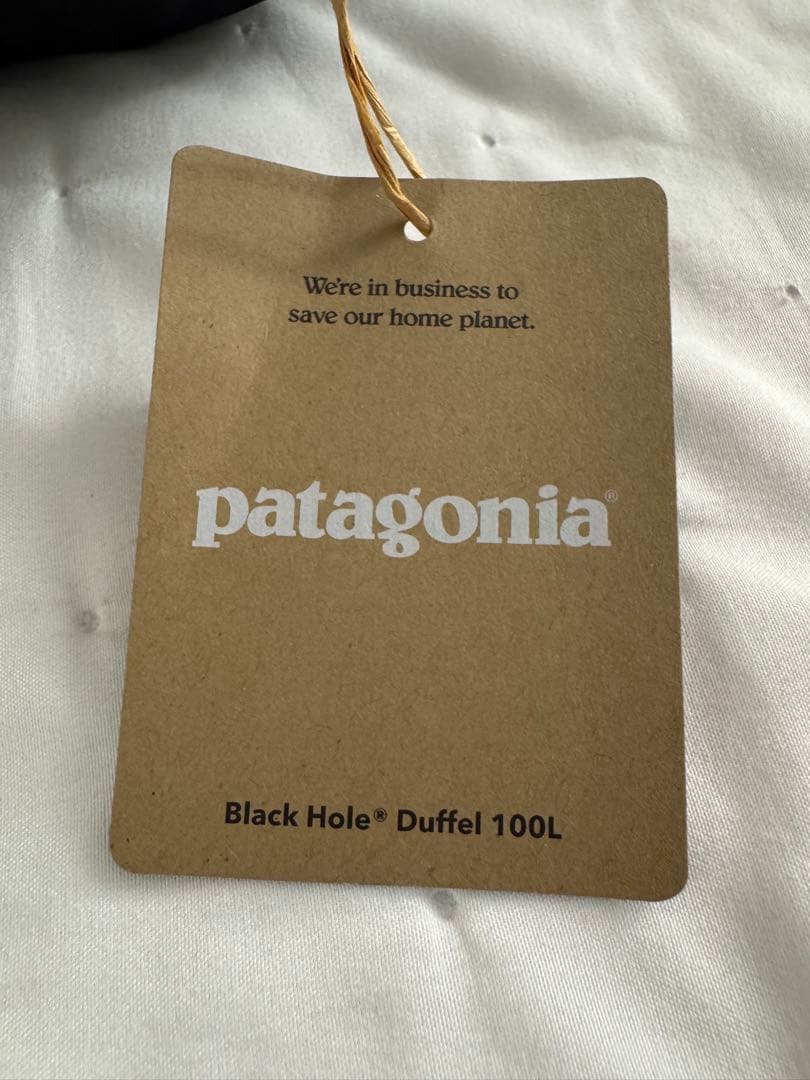 We're in business to
save our home planet.
patagonia®
Black Hole® Duffel 100L